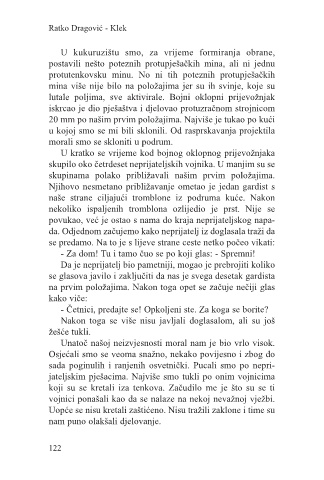 Ratko Dragović - Klek
U kukuruzištu smo, za vrijeme formiranja obrane,
postavili nešto poteznih protupješačkih mina, ali ni jednu
protutenkovsku minu. No ni tih poteznih protupješačkih
mina više nije bilo na položajima jer su ih svinje, koje su
lutale poljima, sve aktivirale. Bojni oklopni prijevožnjak
iskrcao je dio pješaštva i djelovao protuzračnom strojnicom
20 mm po našim prvim položajima. Najviše je tukao po kući
u kojoj smo se mi bili sklonili. Od rasprskavanja projektila
morali smo se skloniti u podrum.
U kratko se vrijeme kod bojnog oklopnog prijevožnjaka
skupilo oko četrdeset neprijateljskih vojnika. U manjim su se
skupinama polako približavali našim prvim položajima.
Njihovo nesmetano približavanje ometao je jedan gardist s
naše strane ciljajući tromblone iz podruma kuće. Nakon
nekoliko ispaljenih tromblona ozlijedio je prst. Nije se
povukao, već je ostao s nama do kraja neprijateljskog napa-
da. Odjednom začujemo kako neprijatelj iz doglasala traži da
se predamo. Na to je s lijeve strane ceste netko počeo vikati:
- Za dom! Tu i tamo čuo se po koji glas: - Spremni!
Da je neprijatelj bio pametniji, mogao je prebrojiti koliko
se glasova javilo i zaključiti da nas je svega desetak gardista
na prvim položajima. Nakon toga opet se začuje nečiji glas
kako viče:
- Četnici, predajte se! Opkoljeni ste. Za koga se borite?
Nakon toga se više nisu javljali doglasalom, ali su još
žešće tukli.
Unatoč našoj neizvjesnosti moral nam je bio vrlo visok.
Osjećali smo se veoma snažno, nekako povijesno i zbog do
sada poginulih i ranjenih osvetnički. Pucali smo po nepri-
jateljskim pješacima. Najviše smo tukli po onim vojnicima
koji su se kretali iza tenkova. Začudilo me je što su se ti
vojnici ponašali kao da se nalaze na nekoj nevažnoj vježbi.
Uopće se nisu kretali zaštićeno. Nisu tražili zaklone i time su
nam puno olakšali djelovanje.
122